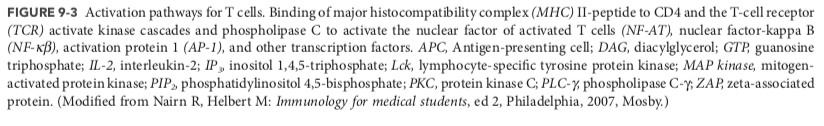 FIGURE 9-3 Activation pathways for T cells. Binding of major histocompatibility complex (MHC) II-peptide to CD4 and the T-cell receptor
(TCR) activate kinase cascades and phospholipase C to activate the nuclear factor of activated T cells (NF-AT), nuclear factor-kappa B
(NF-κβ), activation protein 1 (AP-1), and other transcription factors. APC, Antigen-presenting cell; DAG, diacylglycerol; GTP, guanosine
triphosphate; IL-2, interleukin-2; IP₃, inositol 1,4,5-triphosphate; Lck, lymphocyte-specific tyrosine protein kinase; MAP kinase, mitogen-
activated protein kinase; PIP₂, phosphatidylinositol 4,5-bisphosphate; PKC, protein kinase C; PLC-γ, phospholipase C-γ; ZAP, zeta-associated
protein. (Modified from Nairn R, Helbert M: Immunology for medical students, ed 2, Philadelphia, 2007, Mosby.)